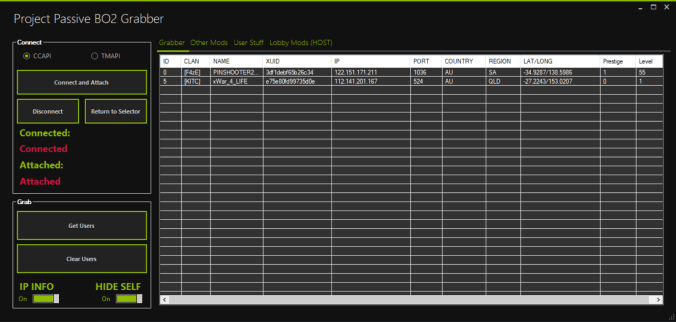 Project Passive BO2 Grabber
Connect
CCAPI TMAPI
Connect and Attach
Disconnect Return to Selector
Connected:
Connected
Attached:
Attached
Grab
Get Users
Clear Users
IP INFO HIDE SELF
On On
Grabber Other Mods User Stuff Lobby Mods (HOST)
ID CLAN NAME XUID IP PORT COUNTRY REGION LAT/LONG Prestige Level
0 [F4zE] PINSHOOTER2... 3df1debf65b26c34 122.151.171.211 1036 AU SA -34.9287/138.5986 1 55
5 [KITC] xWar_4_LIFE e75e80fd99735d0e 112.141.201.167 524 AU QLD -27.2243/153.0207 0 1